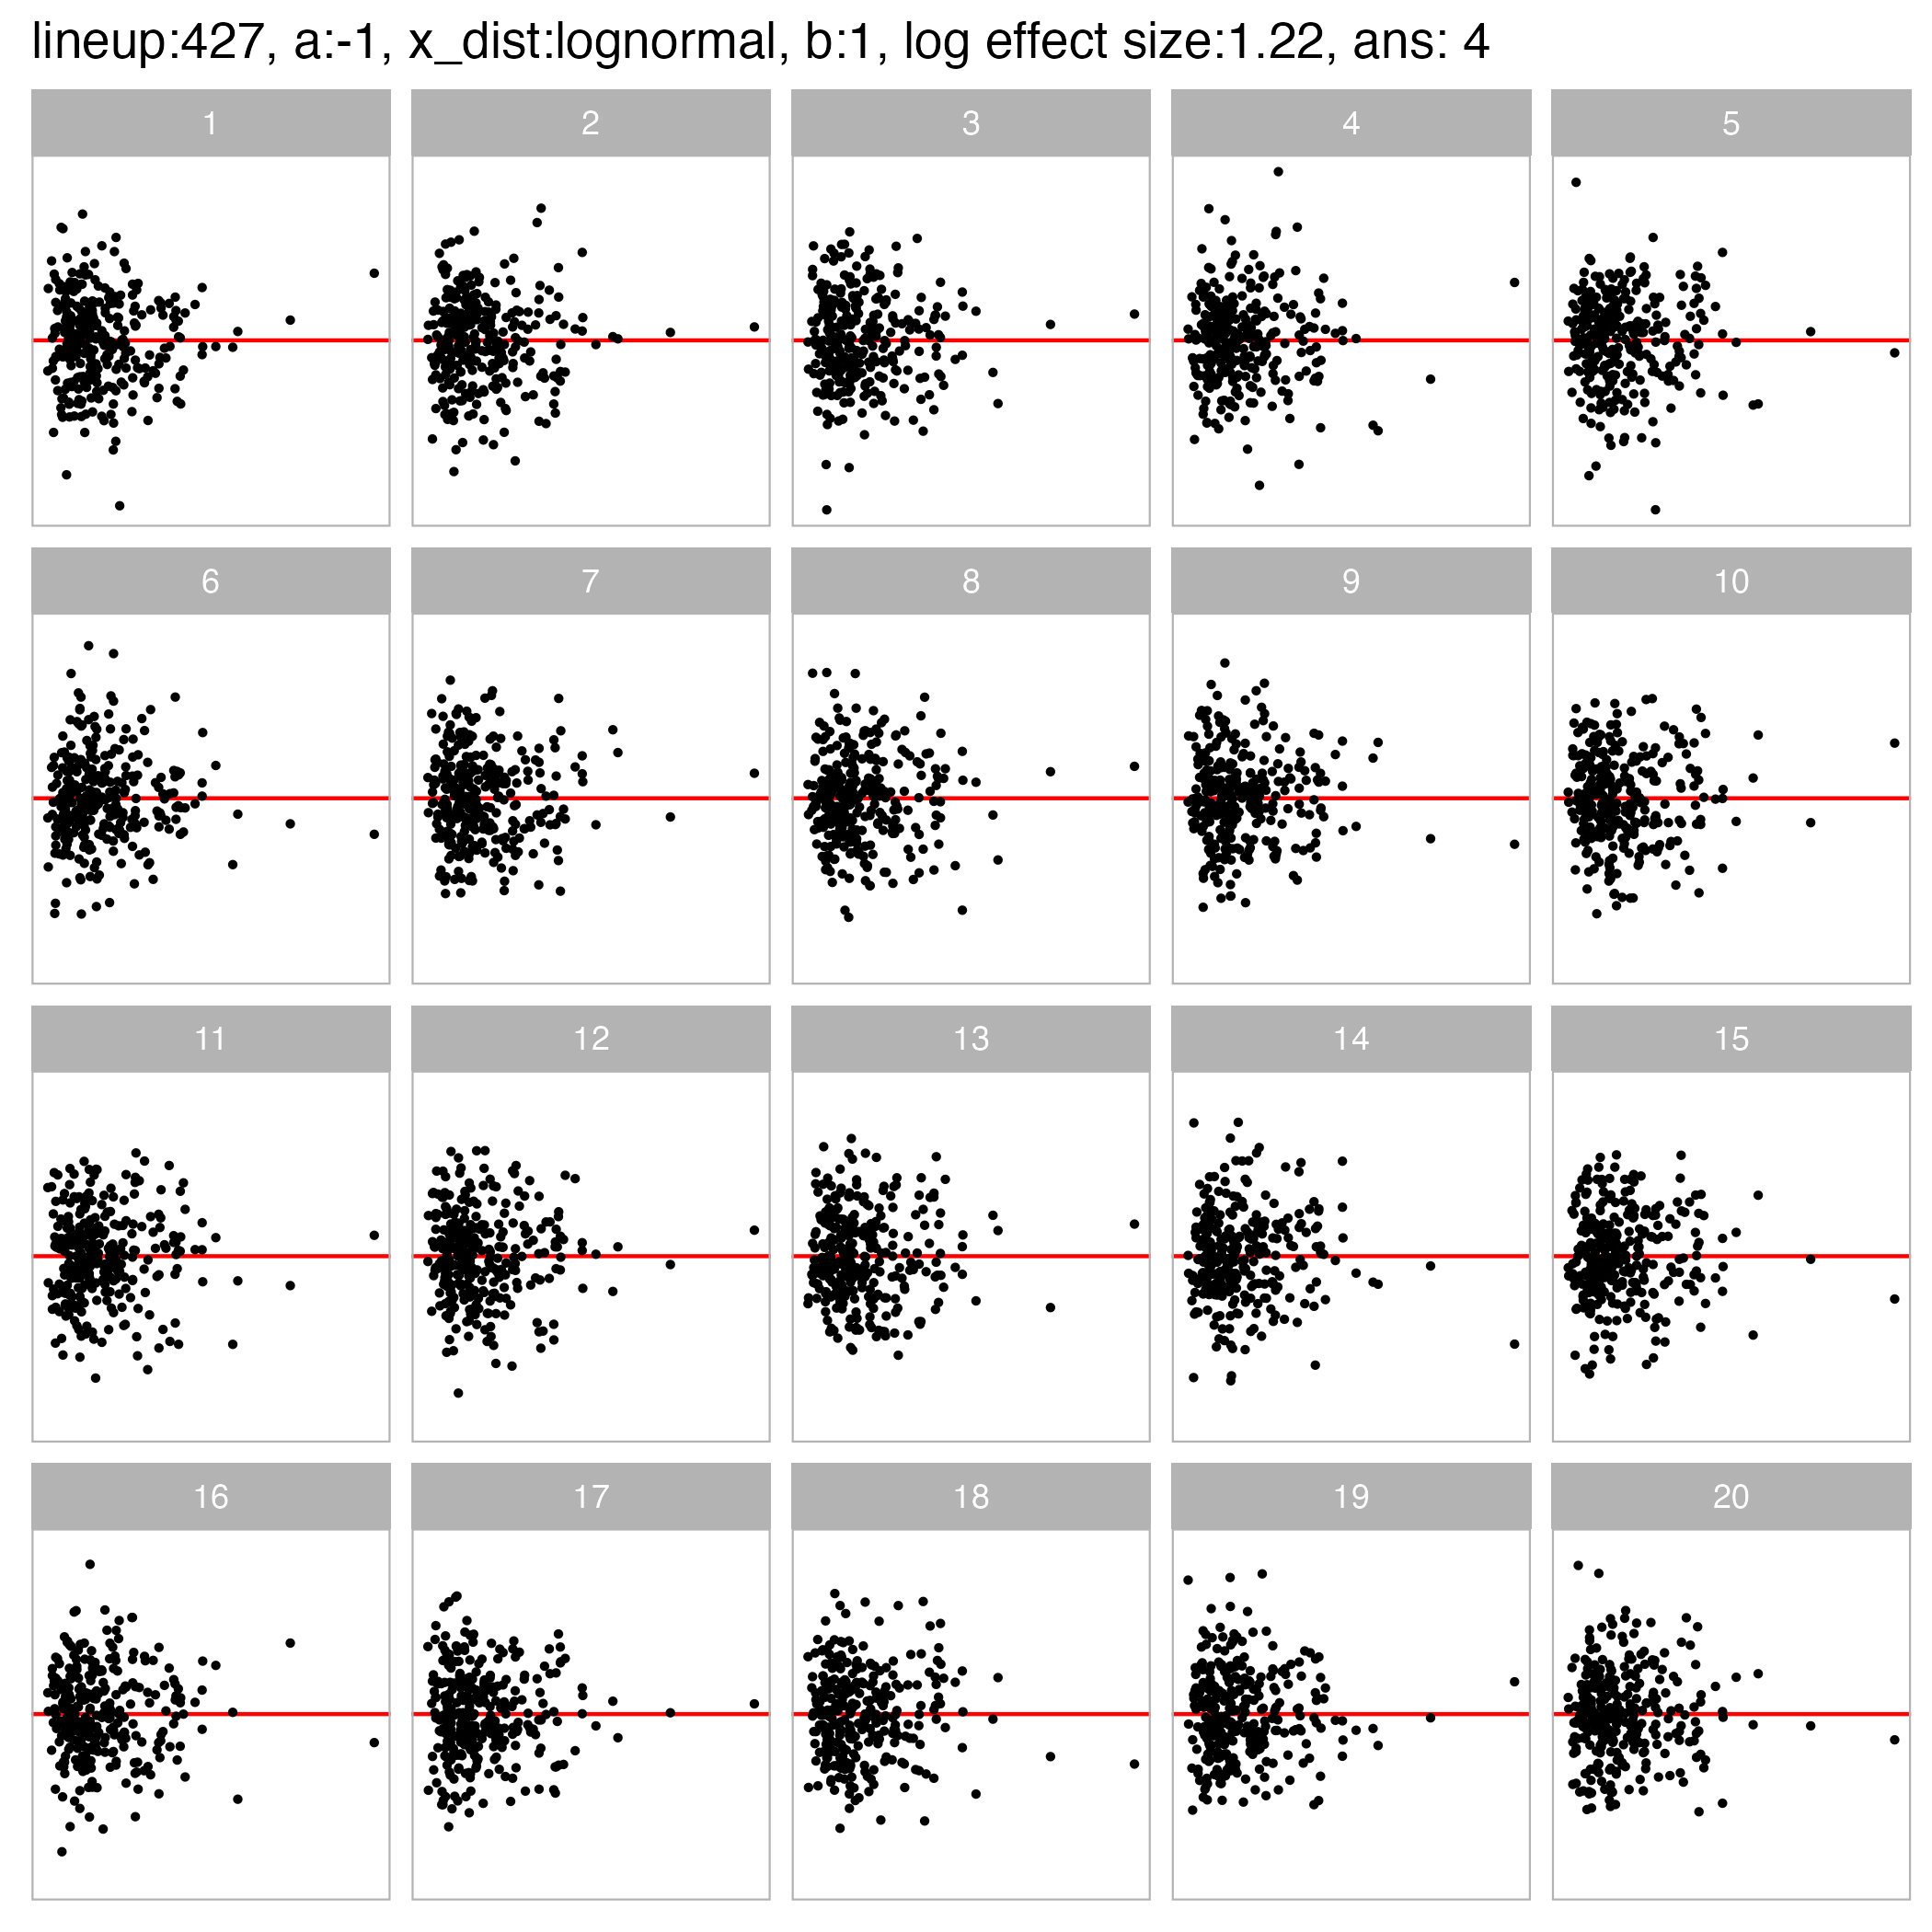 lineup:427, a:-1, x_dist:lognormal, b:1, log effect size:1.22, ans: 4
1 2 3 4 5
6 7 8 9 10
11 12 13 14 15
16 17 18 19 20